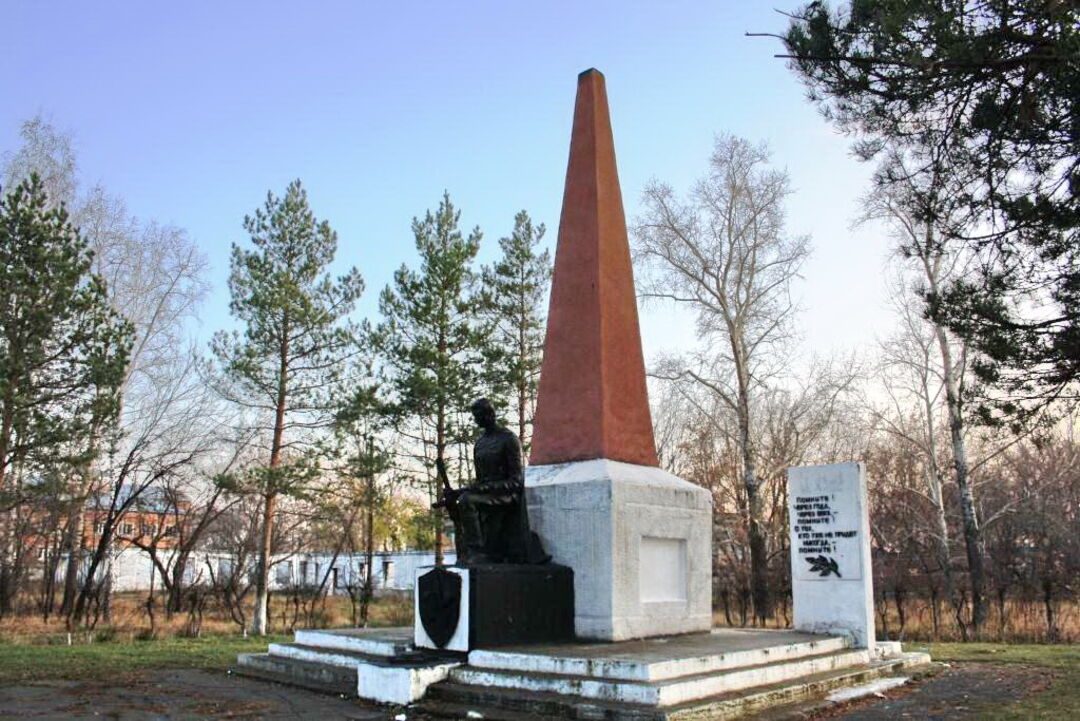 ПОМНИТЕ!
ЧЕРЕЗ ГОДА,
ЧЕРЕЗ ВЕКА,-
ПОМНИТЕ!
О ТЕХ,
КТО УЖЕ НЕ ПРИДЕТ
НИКОГДА,-
ПОМНИТЕ!